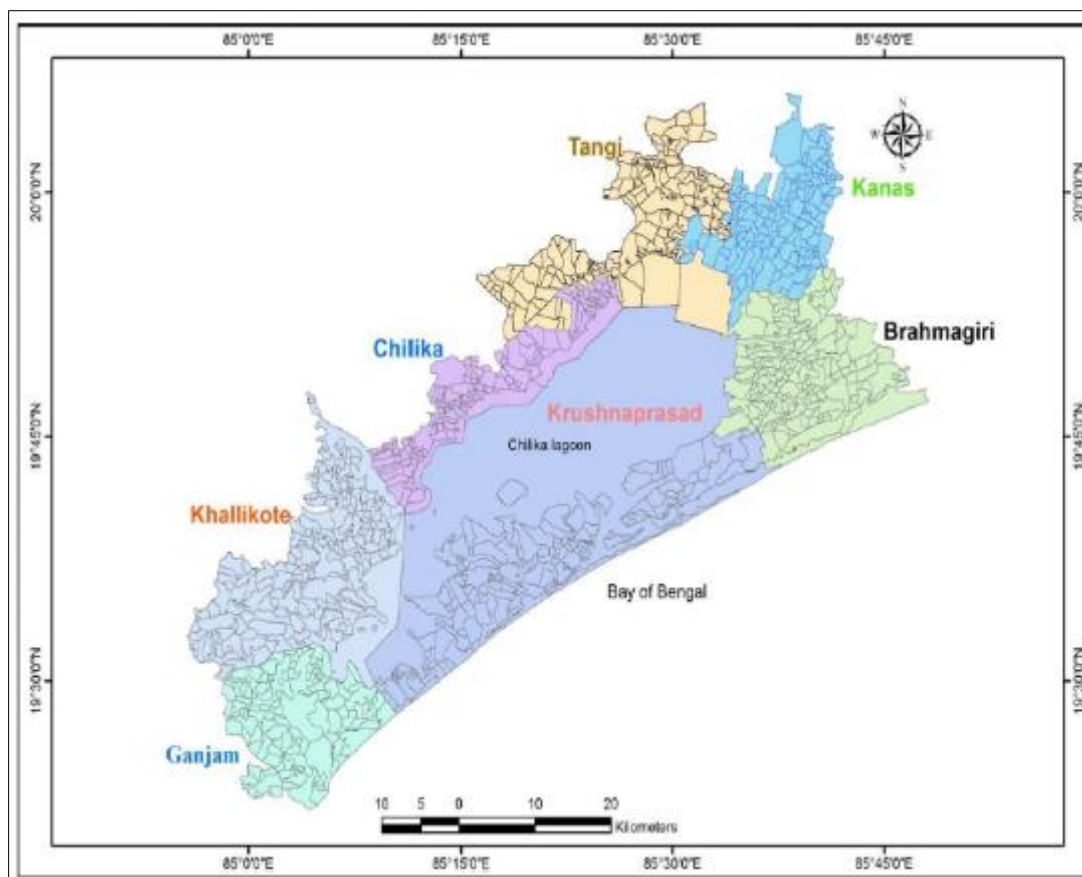 85°0'0"E 85°15'0"E 85°30'0"E 85°45'0"E
N
W E
S
Tangi
Kanas
20°0'0"N 20°0'0"N
Brahmagiri
Chilika
Krushnaprasad
Chilika lagoon
19°45'0"N 19°45'0"N
Khallikote
Bay of Bengal
19°30'0"N 19°30'0"N
Ganjam
10 5 0 10 20
Kilometers
85°0'0"E 85°15'0"E 85°30'0"E 85°45'0"E